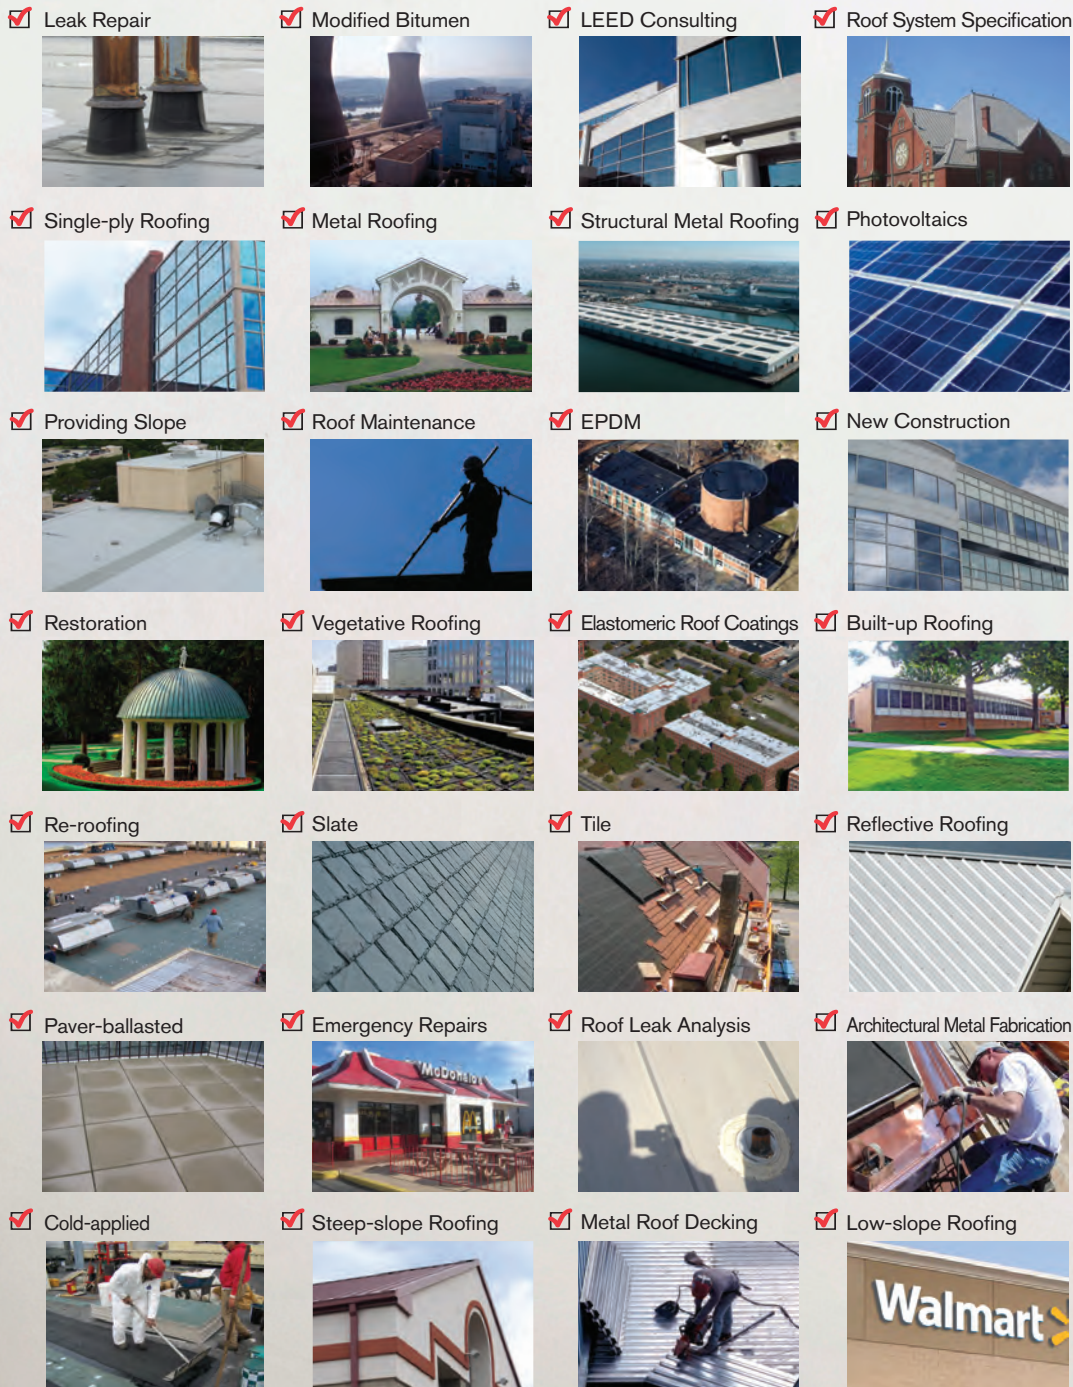 Leak Repair
Modified Bitumen
LEED Consulting
Roof System Specification
Single-ply Roofing
Metal Roofing
Structural Metal Roofing
Photovoltaics
Providing Slope
Roof Maintenance
EPDM
New Construction
Restoration
Vegetative Roofing
Elastomeric Roof Coatings
Built-up Roofing
Re-roofing
Slate
Tile
Reflective Roofing
Paver-ballasted
Emergency Repairs
Roof Leak Analysis
Architectural Metal Fabrication
McDonald's
Cold-applied
Steep-slope Roofing
Metal Roof Decking
Low-slope Roofing
Walmart